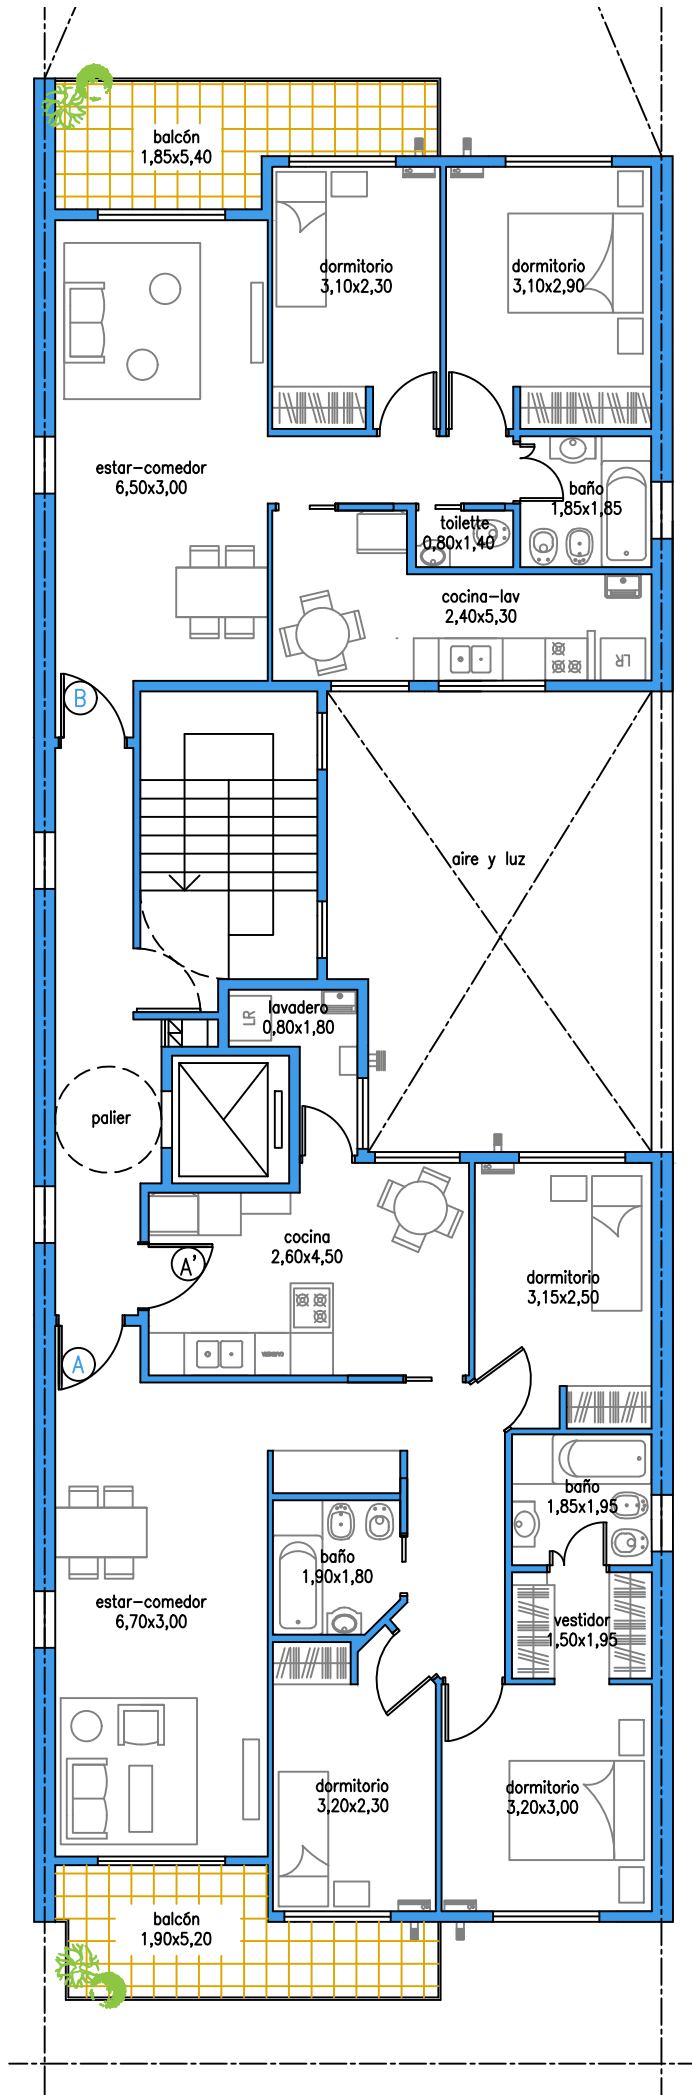 balcón
1,85x5,40
dormitorio
3,10x2,30
dormitorio
3,10x2,90
estar-comedor
6,50x3,00
baño
1,85x1,85
toilette
0,80x1,40
cocina-lav
2,40x5,30
LR
B
aire y luz
lavadero
0,80x1,80
LR
palier
cocina
2,60x4,50
A'
dormitorio
3,15x2,50
A
baño
1,85x1,95
baño
1,90x1,80
estar-comedor
6,70x3,00
vestidor
1,50x1,95
dormitorio
3,20x2,30
dormitorio
3,20x3,00
balcón
1,90x5,20